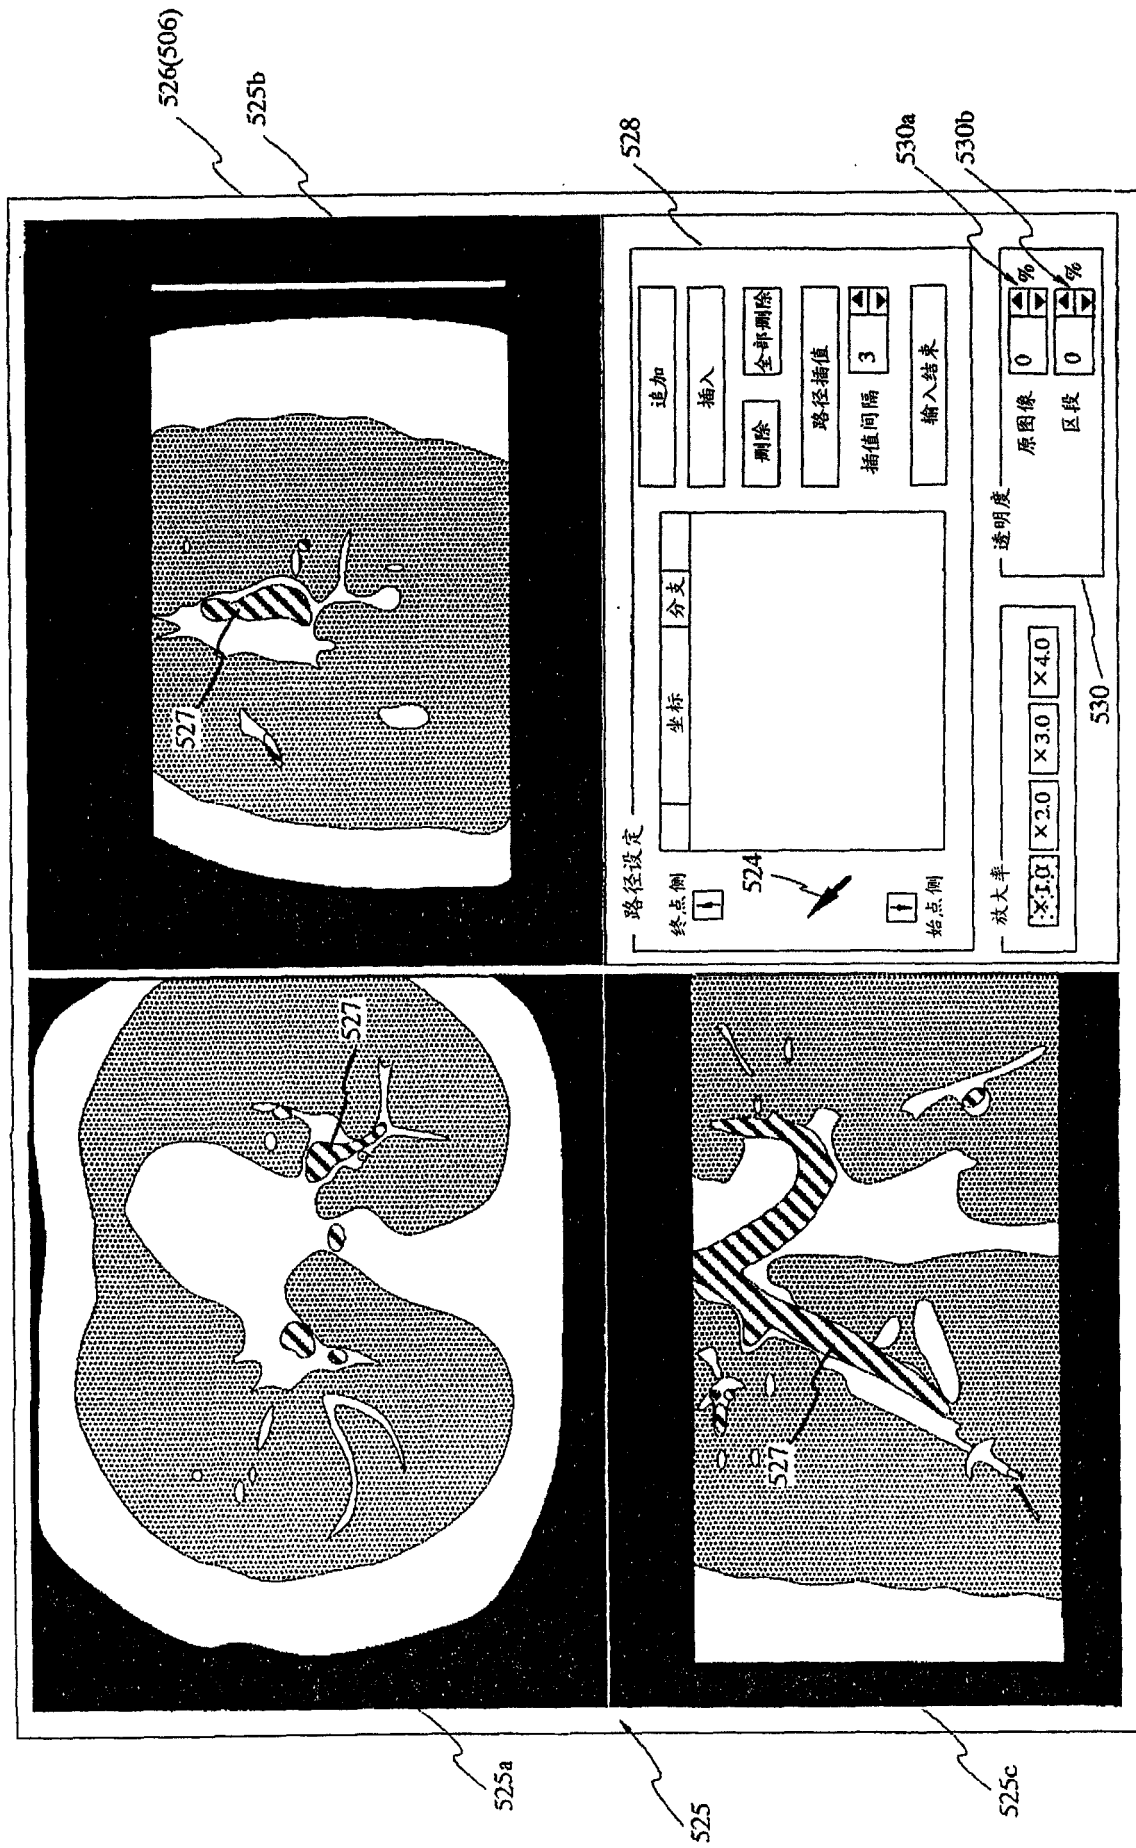 526(506)
525b
527
527
525a
525
525c
527
528
路径设定
终点侧
524
始点侧
坐标
分支
追加
插入
删除
全部删除
路径插值
插值间隔
3
输入结束
放大率
×1.0
×2.0
×3.0
×4.0
透明度
原图像
0
%
区段
0
%
530
530a
530b